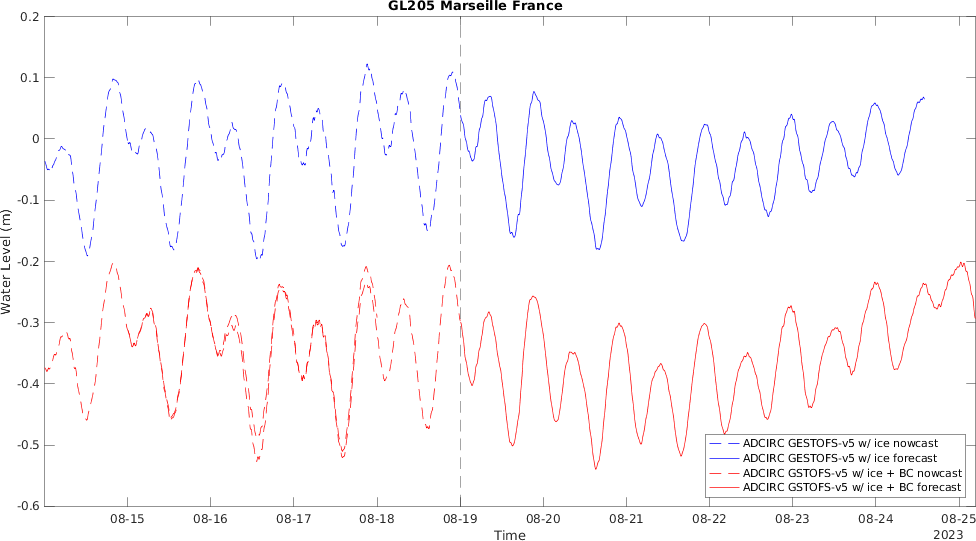 GL205 Marseille France
0.2
0.1
0
-0.1
-0.2
-0.3
-0.4
-0.5
-0.6
Water Level (m)
ADCIRC GESTOFS-v5 w/ ice nowcast
ADCIRC GESTOFS-v5 w/ ice forecast
ADCIRC GSTOFS-v5 w/ ice + BC nowcast
ADCIRC GSTOFS-v5 w/ ice + BC forecast
08-15 08-16 08-17 08-18 08-19 08-20 08-21 08-22 08-23 08-24 08-25
Time
2023